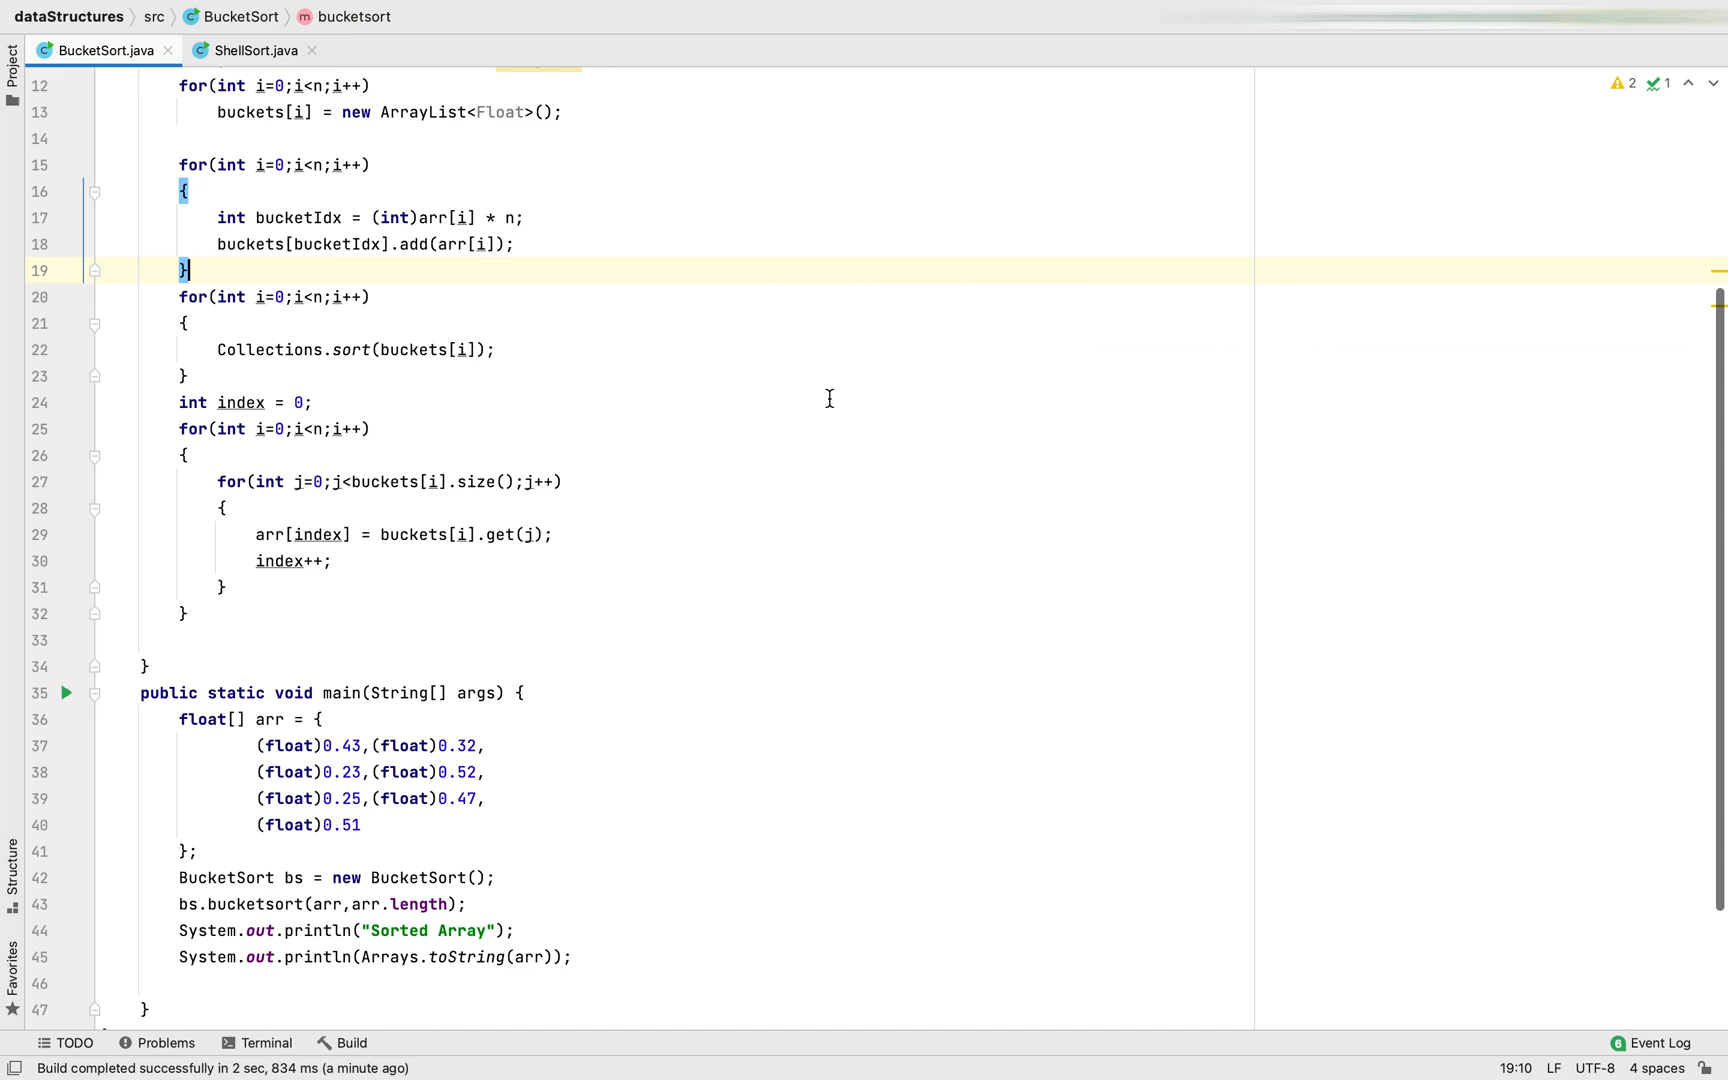 dataStructures src BucketSort bucketsort
BucketSort.java ShellSort.java
Project
12 for(int i=0;i<n;i++)
2 1
13 buckets[i] = new ArrayList<Float>();
14
15 for(int i=0;i<n;i++)
16 {
17 int bucketIdx = (int)arr[i] * n;
18 buckets[bucketIdx].add(arr[i]);
19 }
20 for(int i=0;i<n;i++)
21 {
22 Collections.sort(buckets[i]);
23 }
24 int index = 0;
25 for(int i=0;i<n;i++)
26 {
27 for(int j=0;j<buckets[i].size();j++)
28 {
29 arr[index] = buckets[i].get(j);
30 index++;
31 }
32 }
33
34 }
35 public static void main(String[] args) {
36 float[] arr = {
37 (float)0.43,(float)0.32,
38 (float)0.23,(float)0.52,
39 (float)0.25,(float)0.47,
40 (float)0.51
41 };
42 BucketSort bs = new BucketSort();
43 bs.bucketsort(arr,arr.length);
44 System.out.println("Sorted Array");
45 System.out.println(Arrays.toString(arr));
46
47 }
Structure
Favorites
TODO Problems Terminal Build 6 Event Log
Build completed successfully in 2 sec, 834 ms (a minute ago) 19:10 LF UTF-8 4 spaces